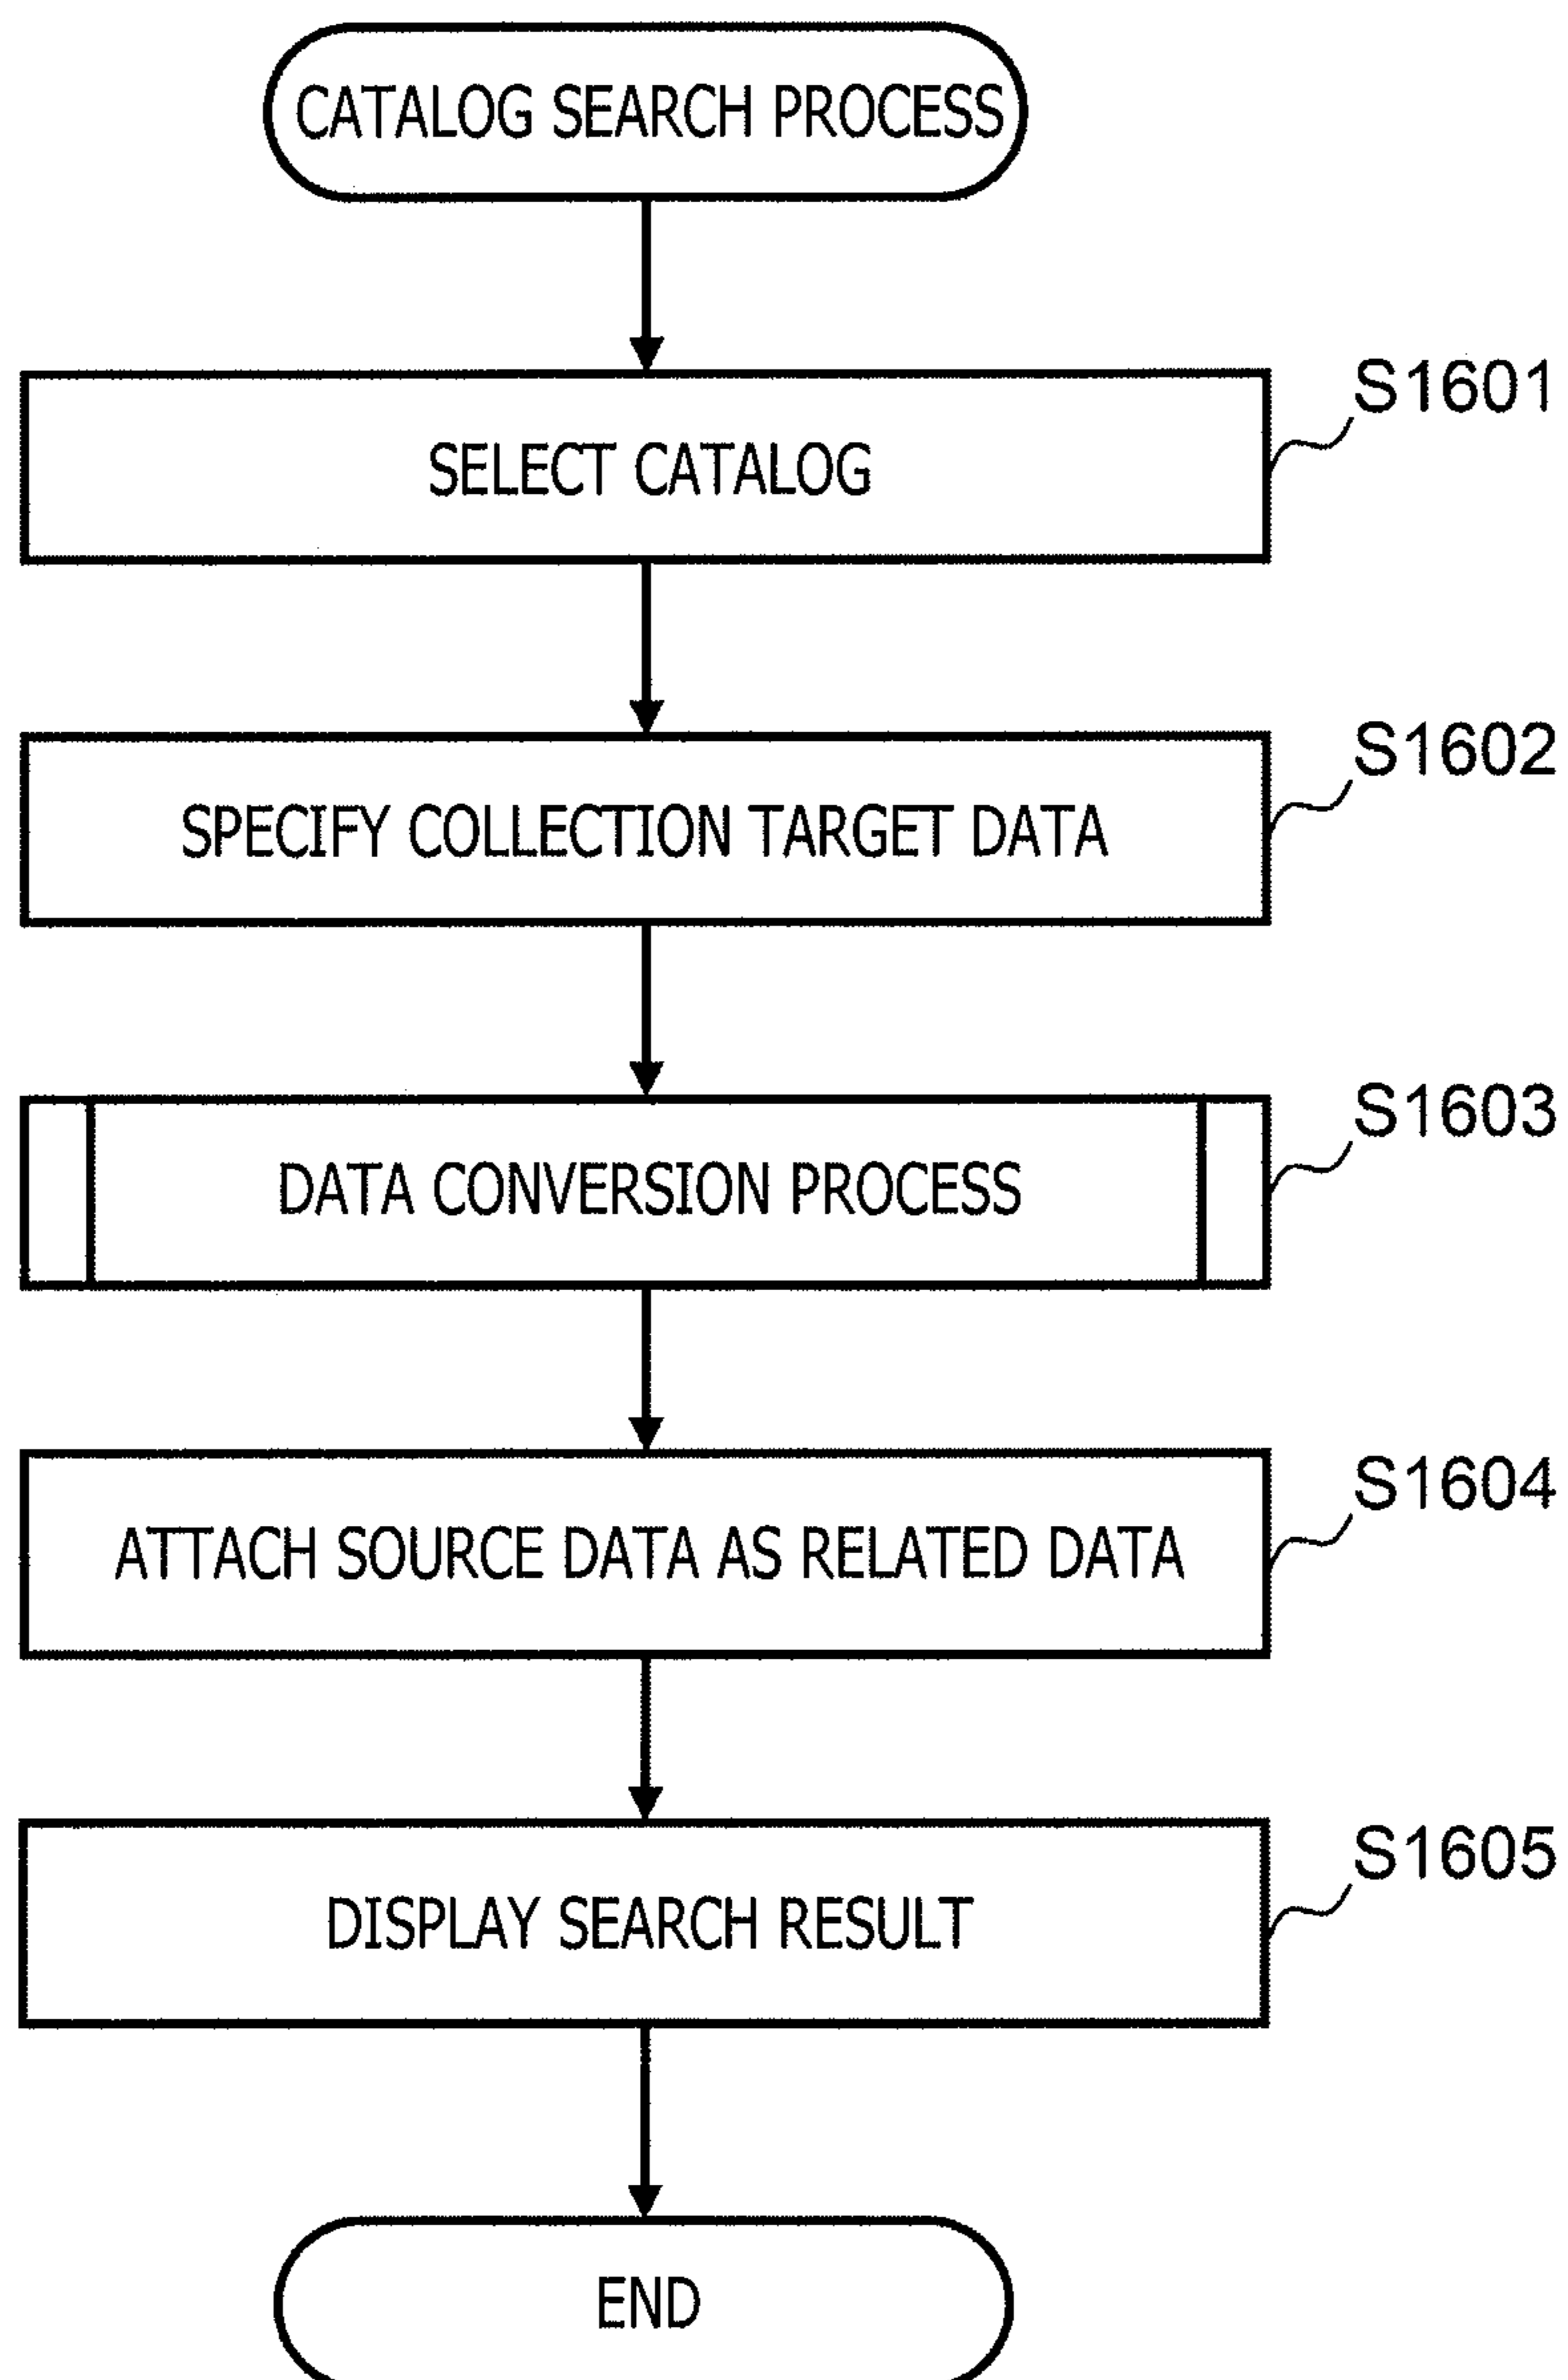 CATALOG SEARCH PROCESS
S1601
SELECT CATALOG
S1602
SPECIFY COLLECTION TARGET DATA
S1603
DATA CONVERSION PROCESS
S1604
ATTACH SOURCE DATA AS RELATED DATA
S1605
DISPLAY SEARCH RESULT
END